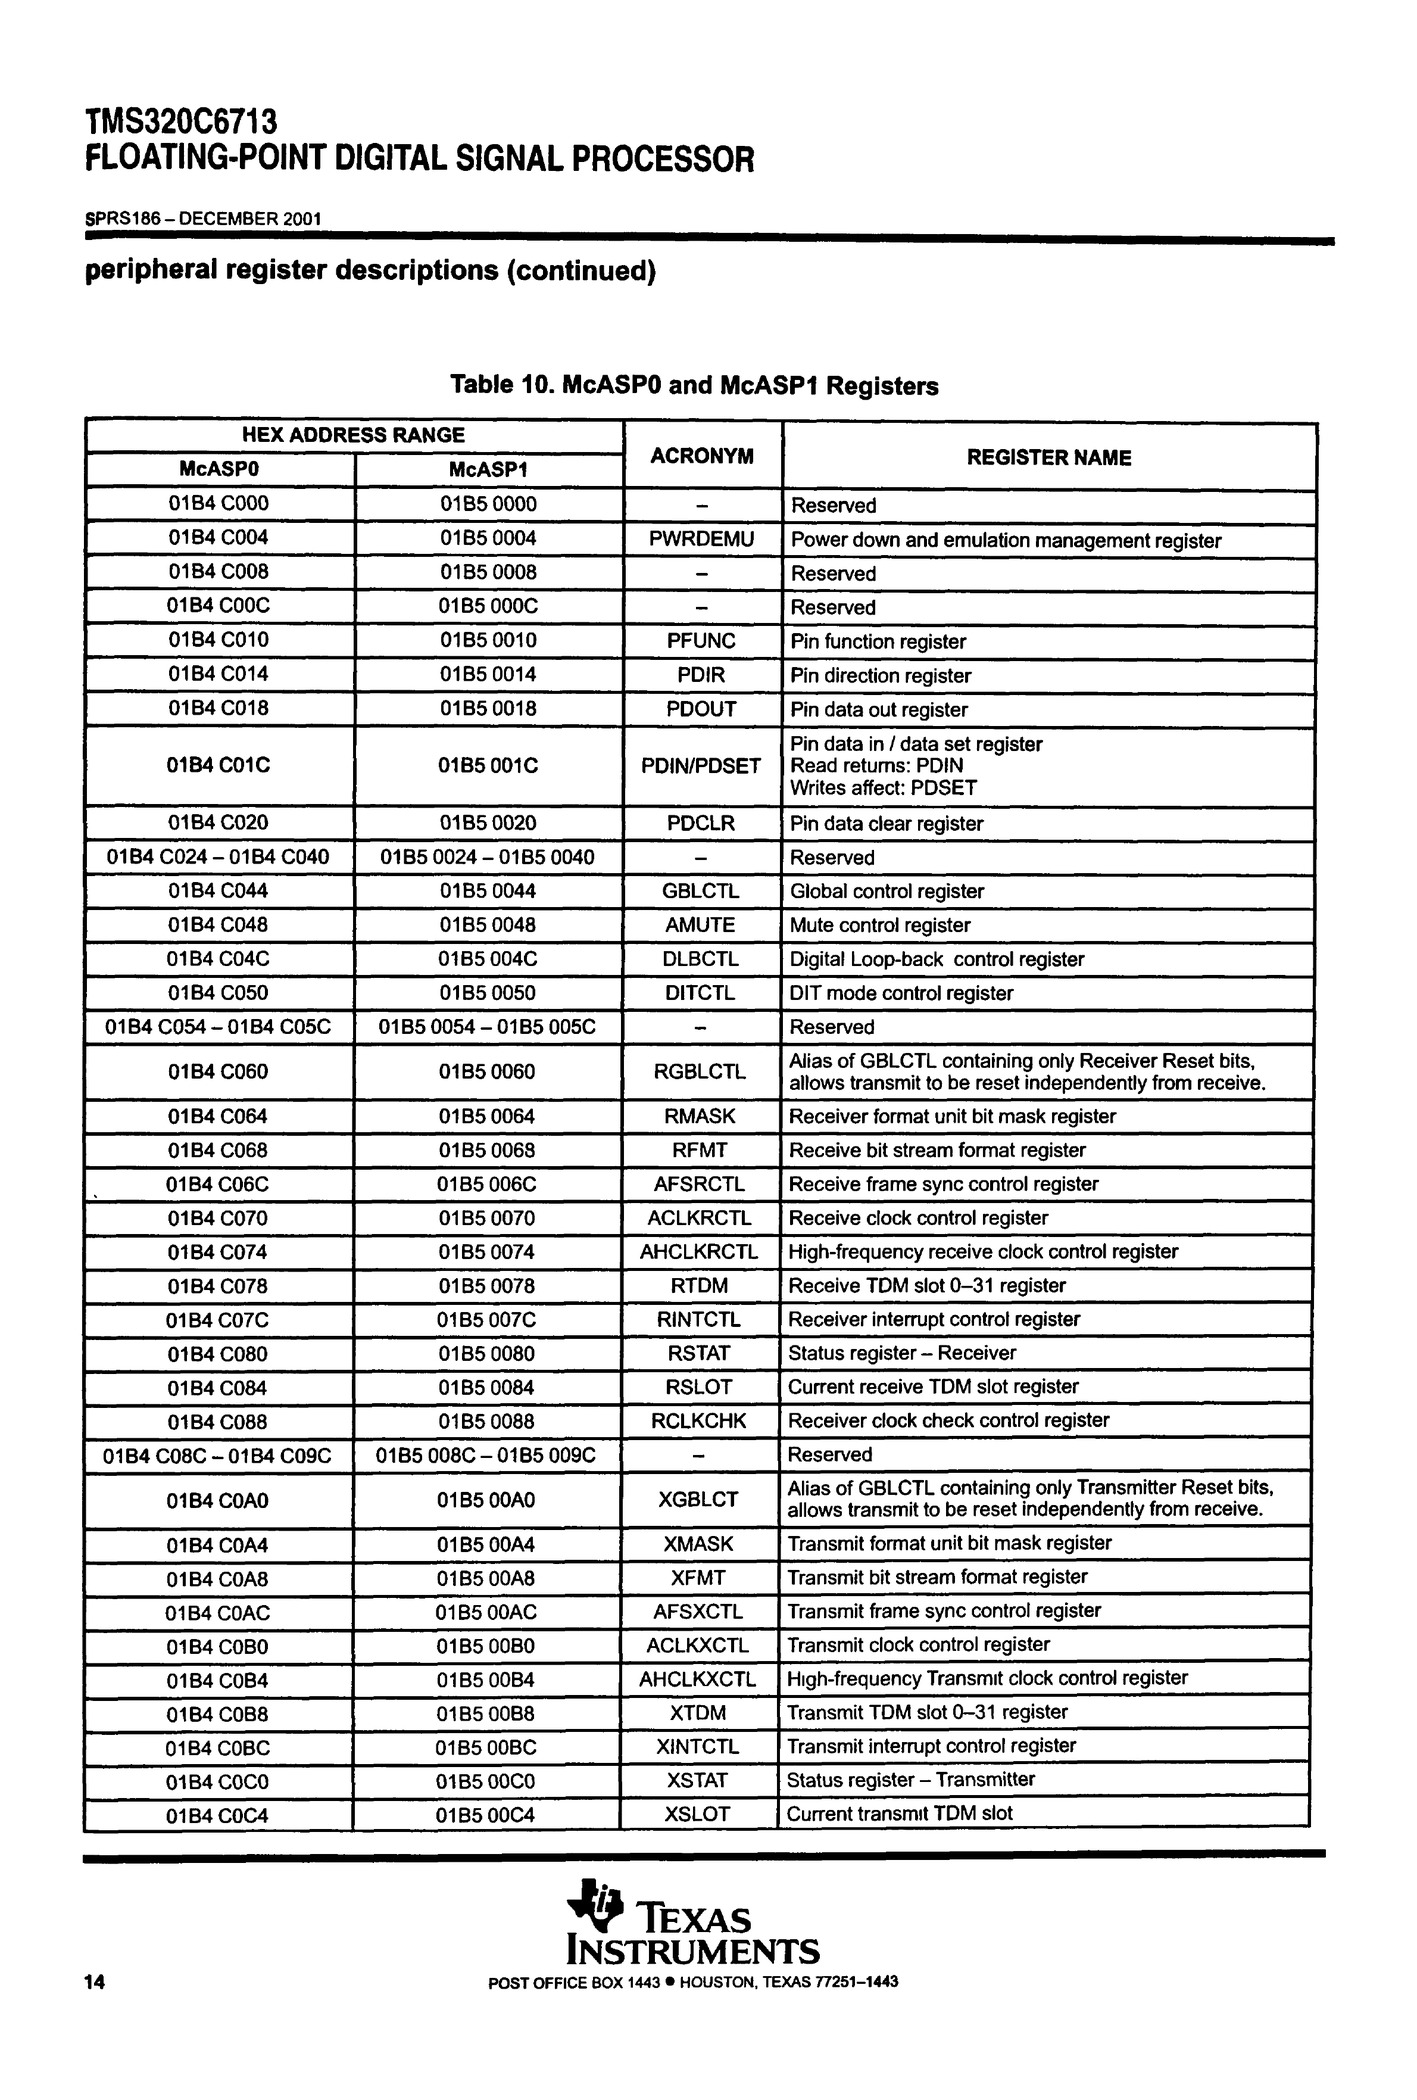 TMS320C6713
FLOATING-POINT DIGITAL SIGNAL PROCESSOR
SPRS186 – DECEMBER 2001
peripheral register descriptions (continued)
Table 10. McASP0 and McASP1 Registers
HEX ADDRESS RANGE ACRONYM REGISTER NAME
McASP0 McASP1
01B4 C000 01B5 0000 – Reserved
01B4 C004 01B5 0004 PWRDEMU Power down and emulation management register
01B4 C008 01B5 0008 – Reserved
01B4 C00C 01B5 000C – Reserved
01B4 C010 01B5 0010 PFUNC Pin function register
01B4 C014 01B5 0014 PDIR Pin direction register
01B4 C018 01B5 0018 PDOUT Pin data out register
01B4 C01C 01B5 001C PDIN/PDSET Pin data in / data set register
Read returns: PDIN
Writes affect: PDSET
01B4 C020 01B5 0020 PDCLR Pin data clear register
01B4 C024 – 01B4 C040 01B5 0024 – 01B5 0040 – Reserved
01B4 C044 01B5 0044 GBLCTL Global control register
01B4 C048 01B5 0048 AMUTE Mute control register
01B4 C04C 01B5 004C DLBCTL Digital Loop-back control register
01B4 C050 01B5 0050 DITCTL DIT mode control register
01B4 C054 – 01B4 C05C 01B5 0054 – 01B5 005C – Reserved
01B4 C060 01B5 0060 RGBLCTL Alias of GBLCTL containing only Receiver Reset bits,
allows transmit to be reset independently from receive.
01B4 C064 01B5 0064 RMASK Receiver format unit bit mask register
01B4 C068 01B5 0068 RFMT Receive bit stream format register
01B4 C06C 01B5 006C AFSRCTL Receive frame sync control register
01B4 C070 01B5 0070 ACLKRCTL Receive clock control register
01B4 C074 01B5 0074 AHCLKRCTL High-frequency receive clock control register
01B4 C078 01B5 0078 RTDM Receive TDM slot 0–31 register
01B4 C07C 01B5 007C RINTCTL Receiver interrupt control register
01B4 C080 01B5 0080 RSTAT Status register – Receiver
01B4 C084 01B5 0084 RSLOT Current receive TDM slot register
01B4 C088 01B5 0088 RCLKCHK Receiver clock check control register
01B4 C08C – 01B4 C09C 01B5 008C – 01B5 009C – Reserved
01B4 C0A0 01B5 00A0 XGBLCT Alias of GBLCTL containing only Transmitter Reset bits,
allows transmit to be reset independently from receive.
01B4 C0A4 01B5 00A4 XMASK Transmit format unit bit mask register
01B4 C0A8 01B5 00A8 XFMT Transmit bit stream format register
01B4 C0AC 01B5 00AC AFSXCTL Transmit frame sync control register
01B4 C0B0 01B5 00B0 ACLKXCTL Transmit clock control register
01B4 C0B4 01B5 00B4 AHCLKXCTL High-frequency Transmit clock control register
01B4 C0B8 01B5 00B8 XTDM Transmit TDM slot 0–31 register
01B4 C0BC 01B5 00BC XINTCTL Transmit interrupt control register
01B4 C0C0 01B5 00C0 XSTAT Status register – Transmitter
01B4 C0C4 01B5 00C4 XSLOT Current transmit TDM slot
TEXAS
INSTRUMENTS
14 POST OFFICE BOX 1443 • HOUSTON, TEXAS 77251–1443